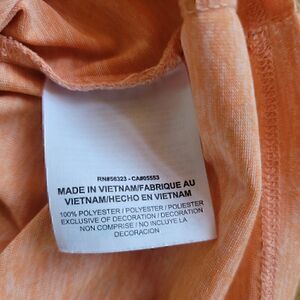 RN#56323 - CA#05553
MADE IN VIETNAM/FABRIQUE AU
VIETNAM/HECHO EN VIETNAM
100% POLYESTER / POLYESTER / POLIESTER
EXCLUSIVE OF DECORATION / DECORATION
NON COMPRISE / NO INCLUYE LA
DECORACION